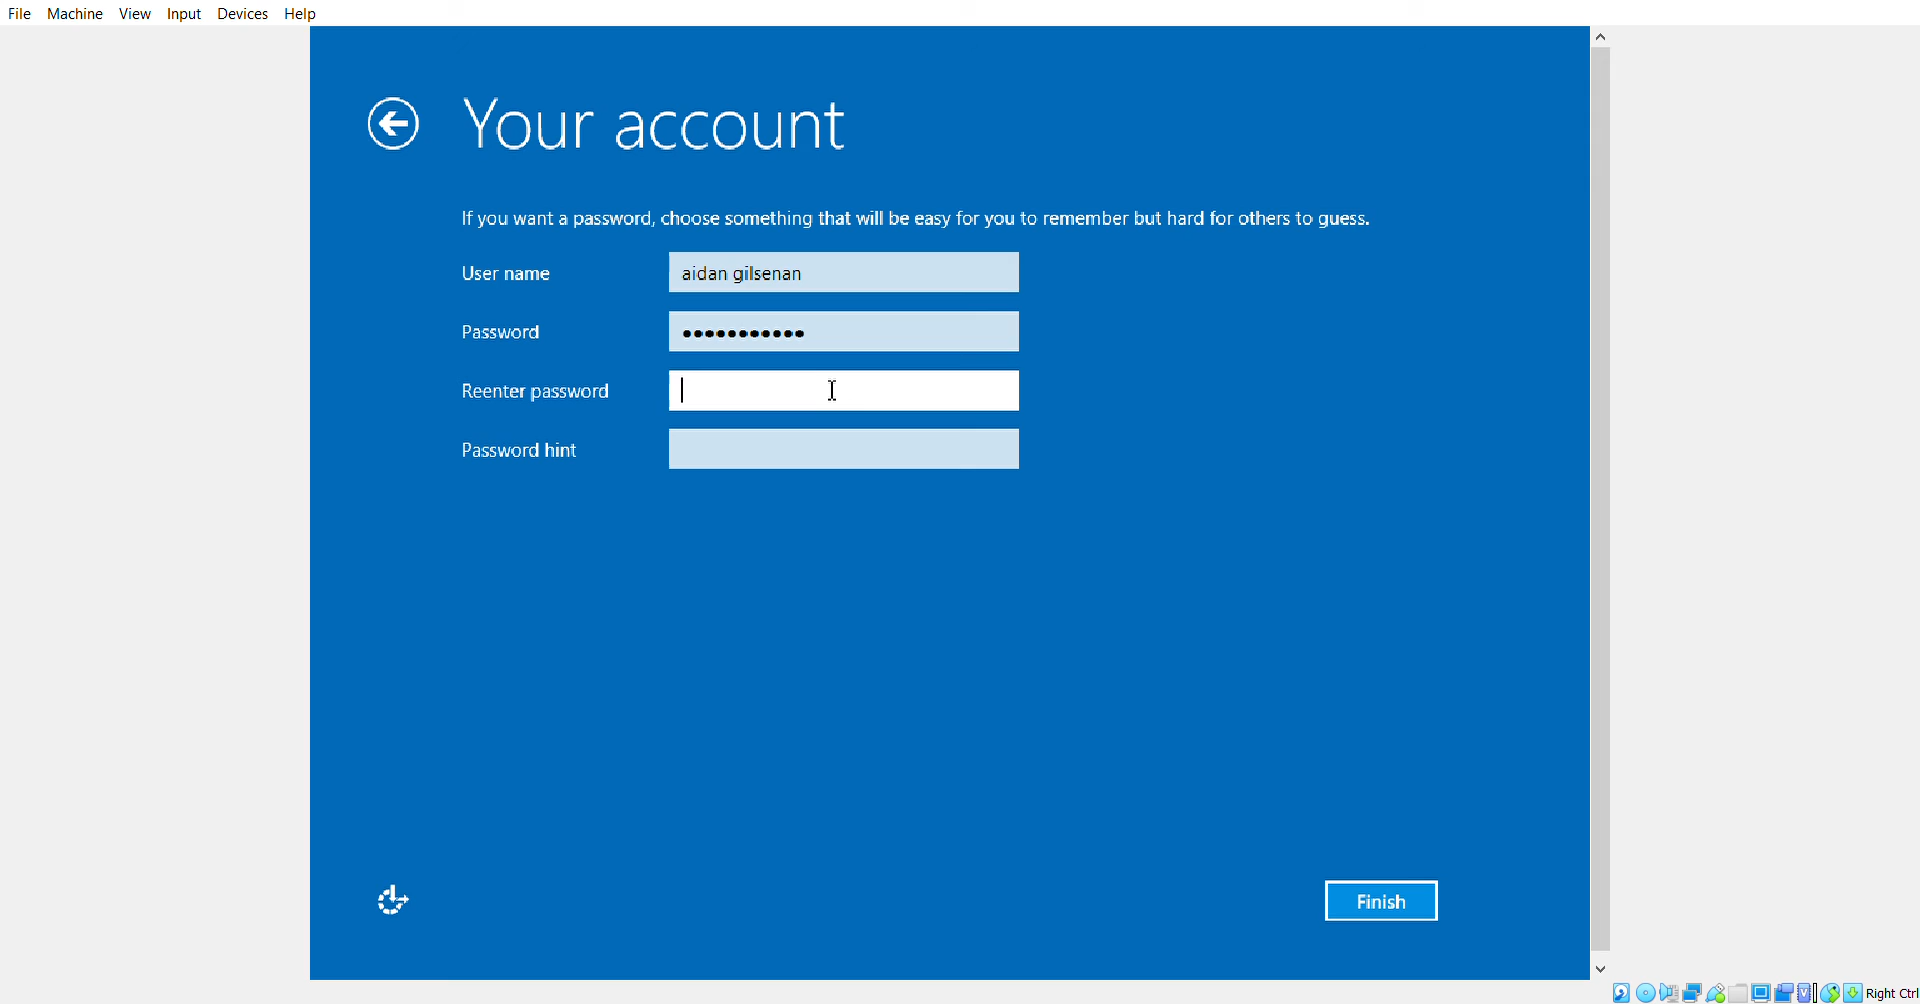 File Machine View Input Devices Help
Your account
If you want a password, choose something that will be easy for you to remember but hard for others to guess.
User name aidan gilsenan
Password •••••••••••
Reenter password
Password hint
Finish
Right Ctrl